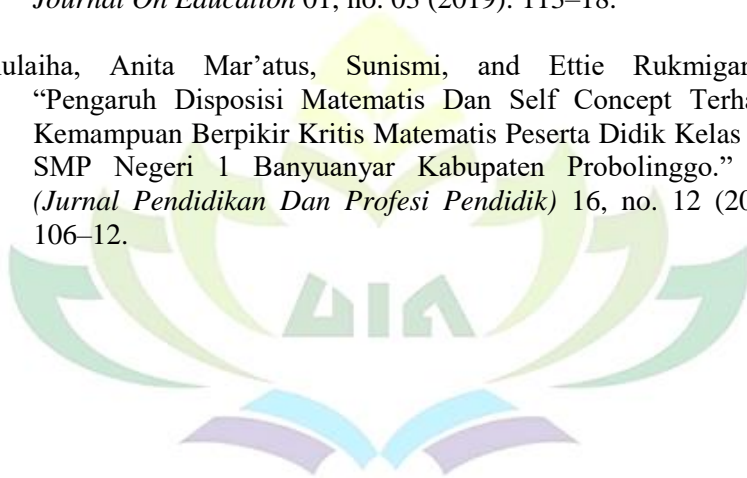 Journal On Education 01, no. 03 (2019): 113–18.
ulaiha, Anita Mar’atus, Sunismi, and Ettie Rukmigar
“Pengaruh Disposisi Matematis Dan Self Concept Terha
Kemampuan Berpikir Kritis Matematis Peserta Didik Kelas
SMP Negeri 1 Banyuanyar Kabupaten Probolinggo.”
(Jurnal Pendidikan Dan Profesi Pendidik) 16, no. 12 (20
106–12.
UIN